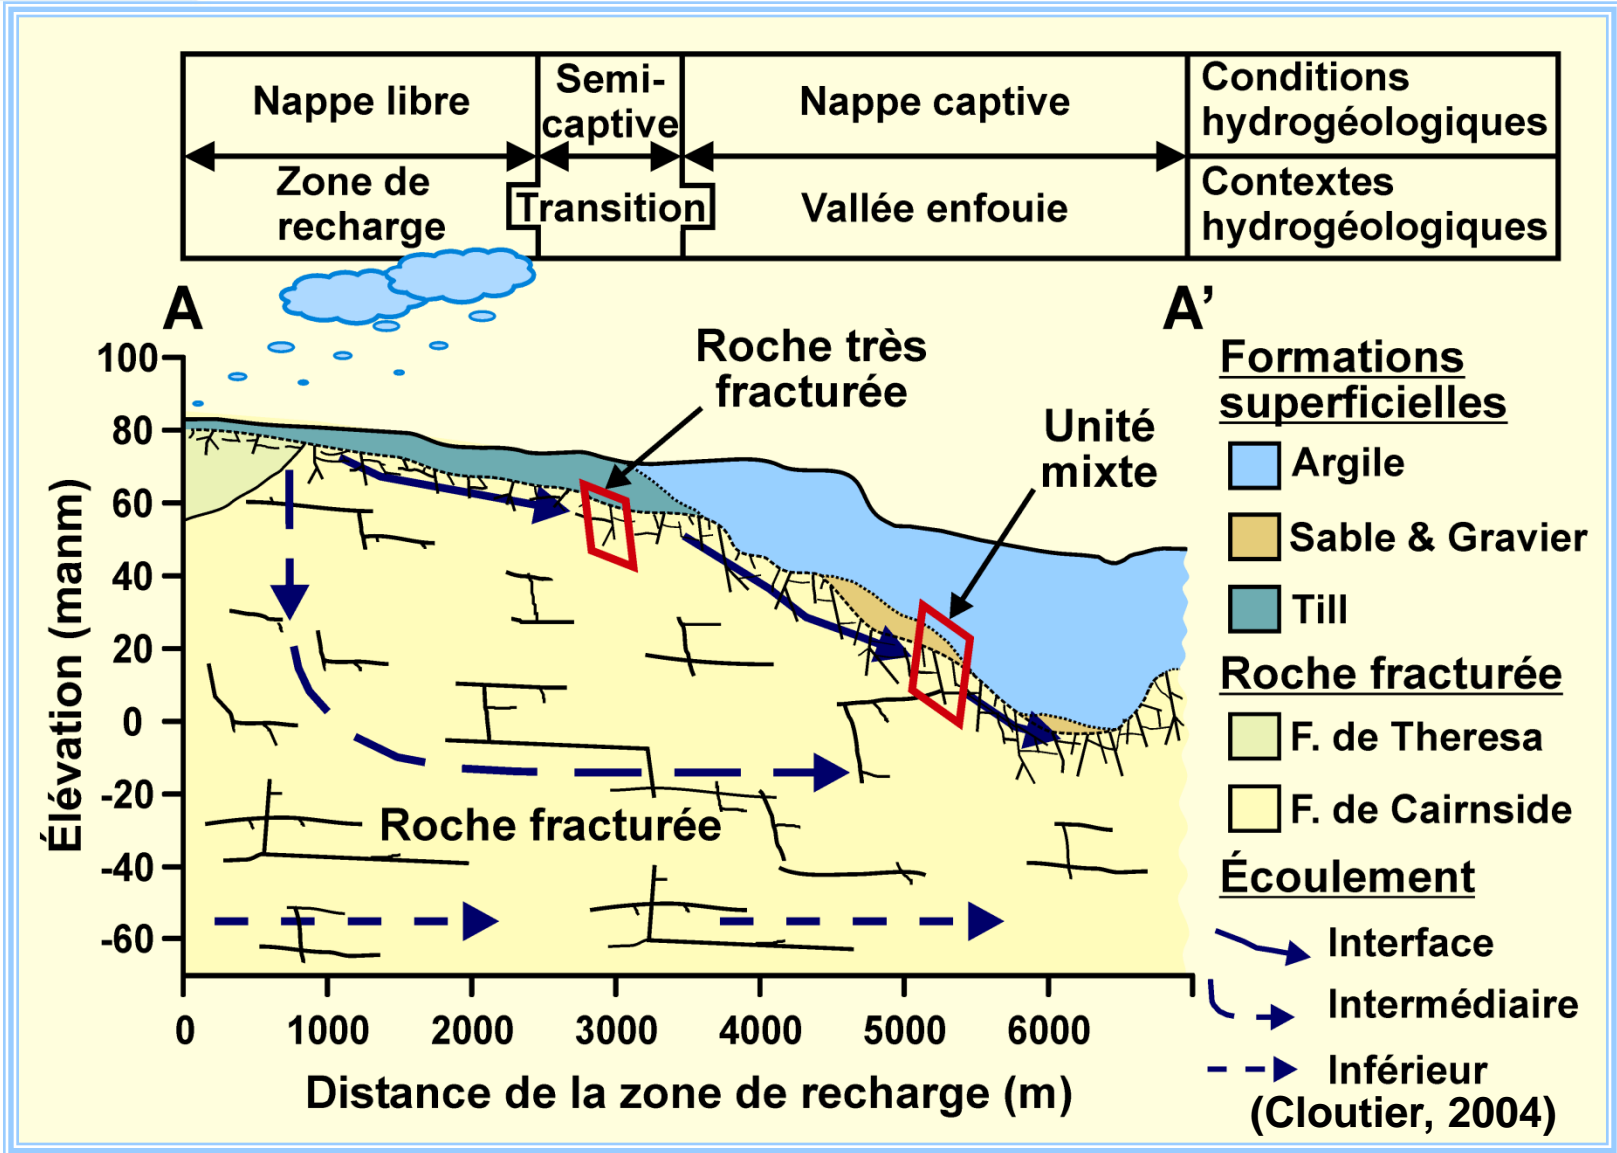 Nappe libre
Semi-
captive
Nappe captive
Conditions
hydrogéologiques
Zone de
recharge
Transition
Vallée enfouie
Contextes
hydrogéologiques
A
A’
Roche très
fracturée
Unité
mixte
Élévation (manm)
100
80
60
40
20
0
-20
-40
-60
Roche fracturée
0
1000
2000
3000
4000
5000
6000
Distance de la zone de recharge (m)
Formations
superficielles
Argile
Sable & Gravier
Till
Roche fracturée
F. de Theresa
F. de Cairnside
Écoulement
Interface
Intermédiaire
Inférieur
(Cloutier, 2004)